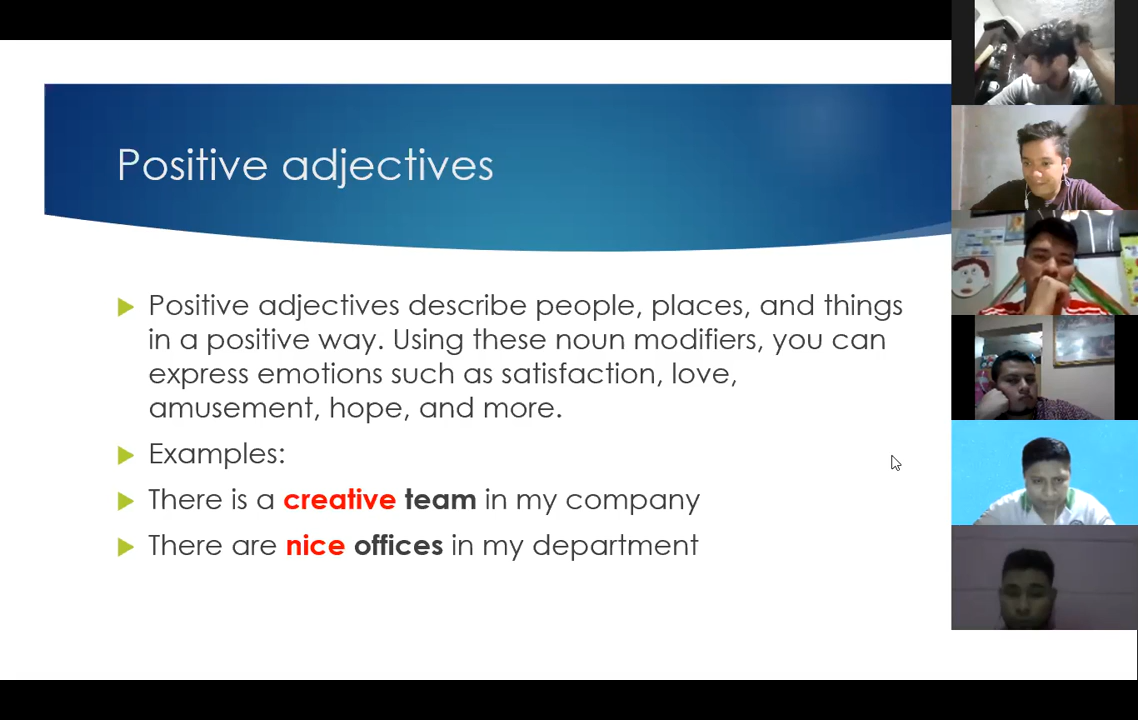 Positive adjectives
Positive adjectives describe people, places, and things
in a positive way. Using these noun modifiers, you can
express emotions such as satisfaction, love,
amusement, hope, and more.
Examples:
There is a creative team in my company
There are nice offices in my department